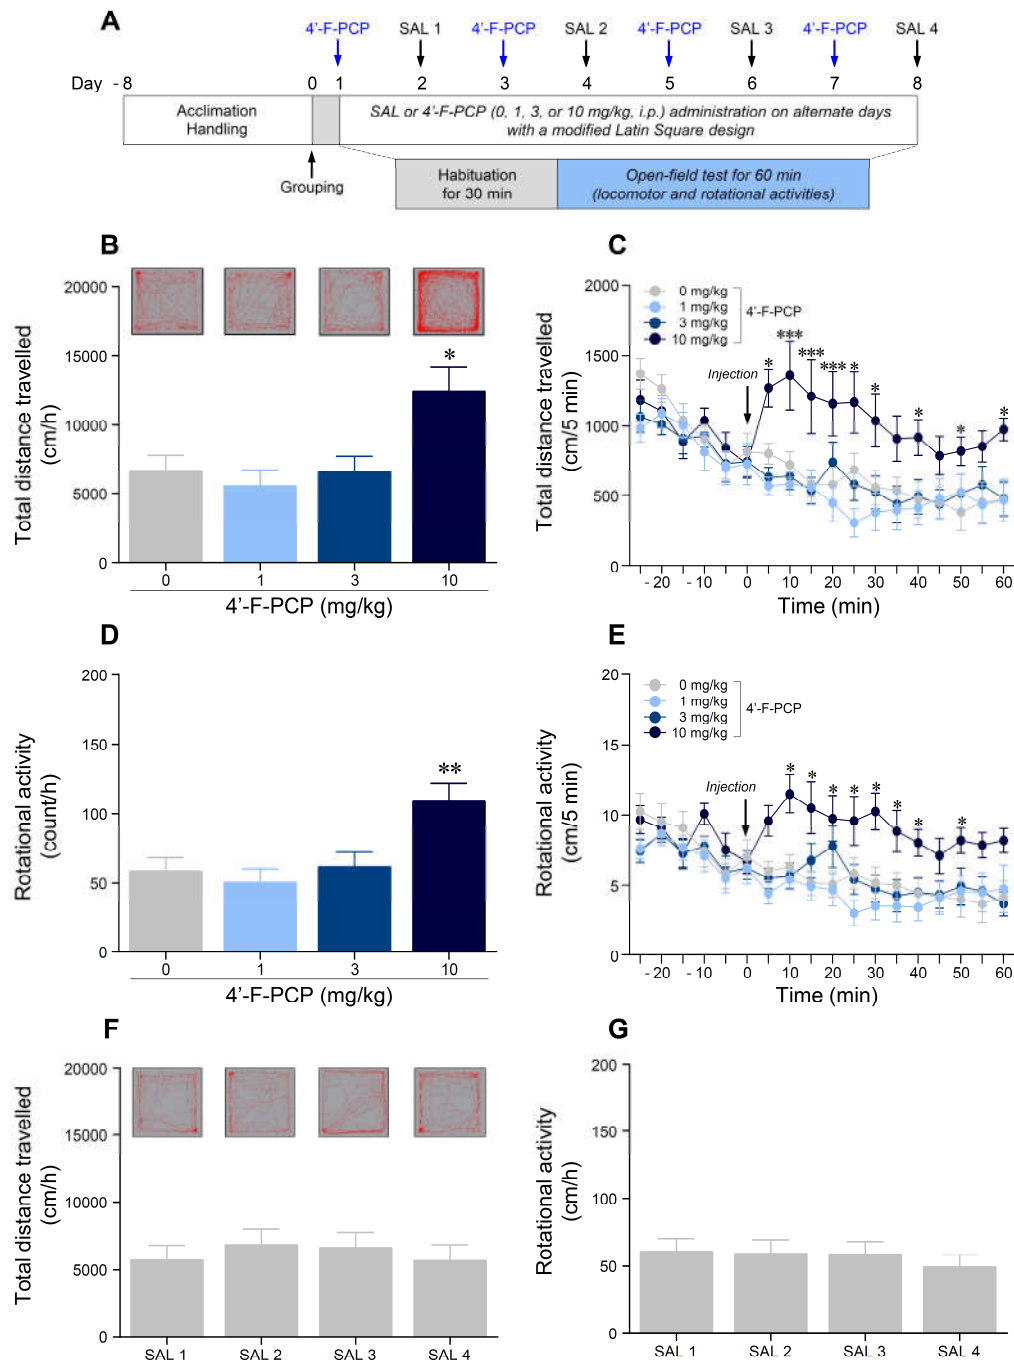 A
4'-F-PCP SAL 1 4'-F-PCP SAL 2 4'-F-PCP SAL 3 4'-F-PCP SAL 4
Day - 8 0 1 2 3 4 5 6 7 8
Acclimation
Handling
SAL or 4'-F-PCP (0, 1, 3, or 10 mg/kg, i.p.) administration on alternate days
with a modified Latin Square design
Grouping
Habituation
for 30 min
Open-field test for 60 min
(locomotor and rotational activities)
B
Total distance travelled
(cm/h)
20000
15000
10000
5000
0
*
0 1 3 10
4'-F-PCP (mg/kg)
C
Total distance travelled
(cm/5 min)
2000
1500
1000
500
0
0 mg/kg
1 mg/kg
3 mg/kg
10 mg/kg
4'-F-PCP
Injection
* *** *** *** * * * * *
- 20 - 10 0 10 20 30 40 50 60
Time (min)
D
Rotational activity
(count/h)
200
150
100
50
0
**
0 1 3 10
4'-F-PCP (mg/kg)
E
Rotational activity
(cm/5 min)
20
15
10
5
0
0 mg/kg
1 mg/kg
3 mg/kg
10 mg/kg
4'-F-PCP
Injection
* * * * * * * *
- 20 - 10 0 10 20 30 40 50 60
Time (min)
F
Total distance travelled
(cm/h)
20000
15000
10000
5000
0
SAL 1 SAL 2 SAL 3 SAL 4
G
Rotational activity
(cm/h)
200
150
100
50
0
SAL 1 SAL 2 SAL 3 SAL 4